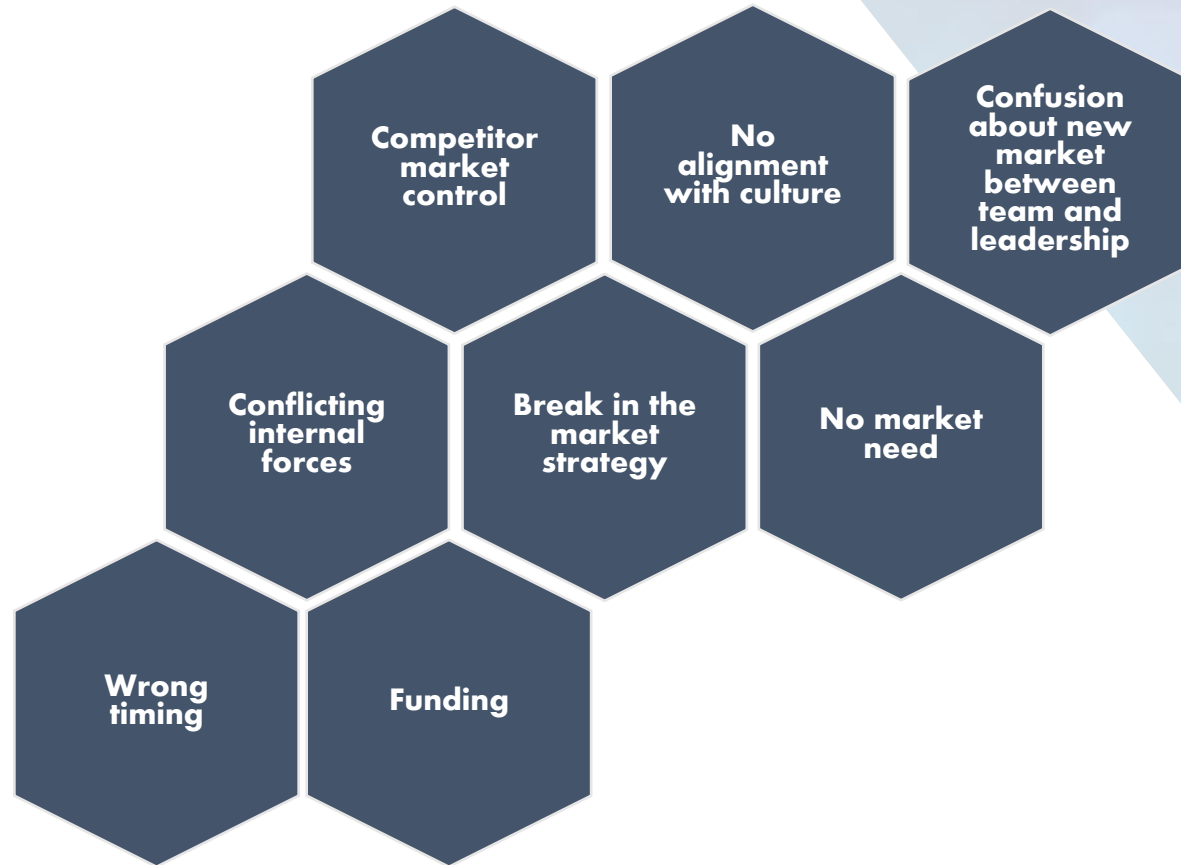 Competitor
market
control
No
alignment
with culture
Confusion
about new
market
between
team and
leadership
Conflicting
internal
forces
Break in the
market
strategy
No market
need
Wrong
timing
Funding